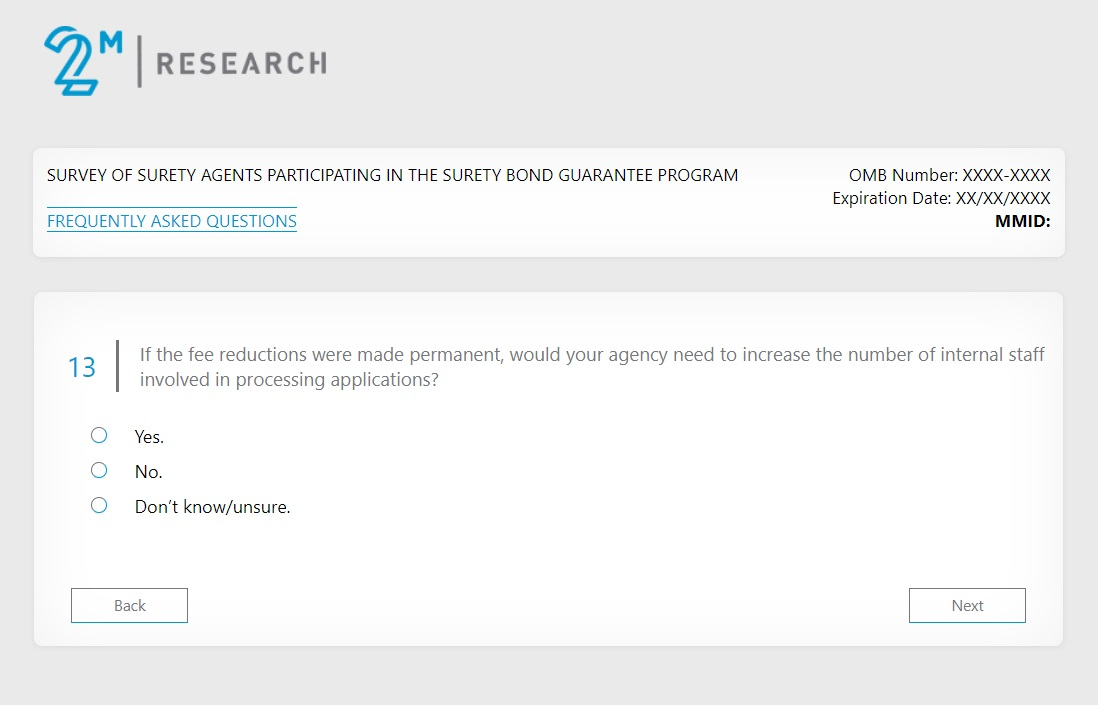 2M | RESEARCH
SURVEY OF SURETY AGENTS PARTICIPATING IN THE SURETY BOND GUARANTEE PROGRAM
FREQUENTLY ASKED QUESTIONS
OMB Number: XXXX-XXXX
Expiration Date: XX/XX/XXXX
MMID:
13
If the fee reductions were made permanent, would your agency need to increase the number of internal staff
involved in processing applications?
Yes.
No.
Don’t know/unsure.
Back
Next